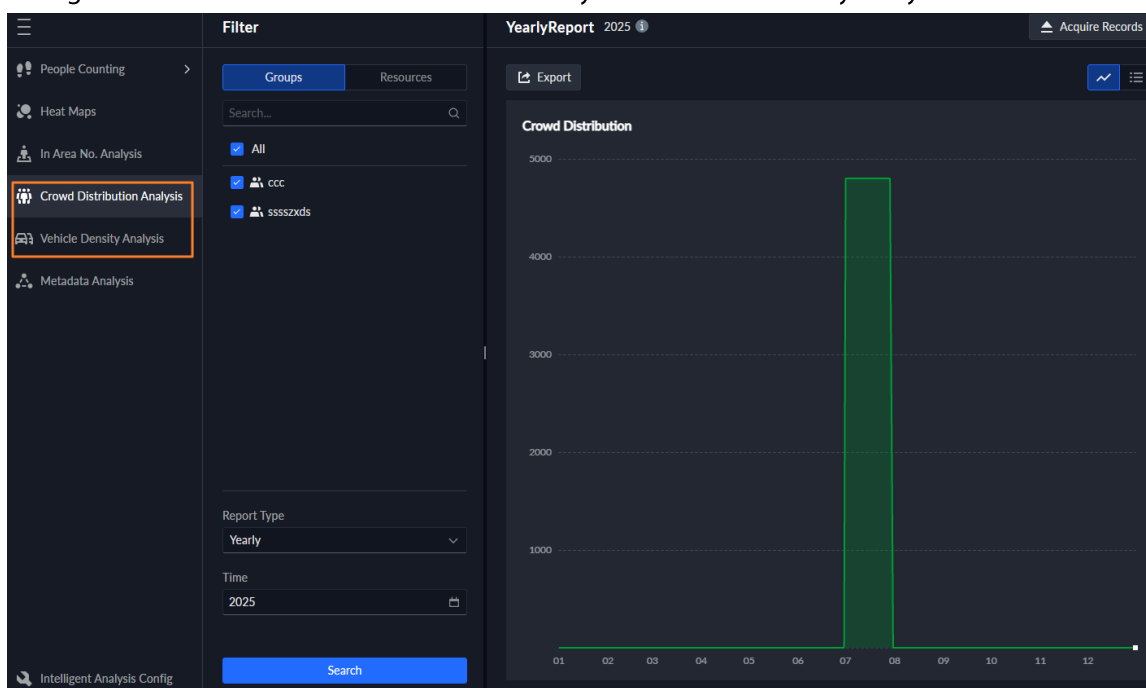 Filter
YearlyReport 2025
Acquire Records
People Counting
Heat Maps
In Area No. Analysis
Crowd Distribution Analysis
Vehicle Density Analysis
Metadata Analysis
Intelligent Analysis Config
Groups Resources
Search...
All
ccc
sssszxds
Report Type
Yearly
Time
2025
Search
Export
Crowd Distribution
5000
4000
3000
2000
1000
01 02 03 04 05 06 07 08 09 10 11 12